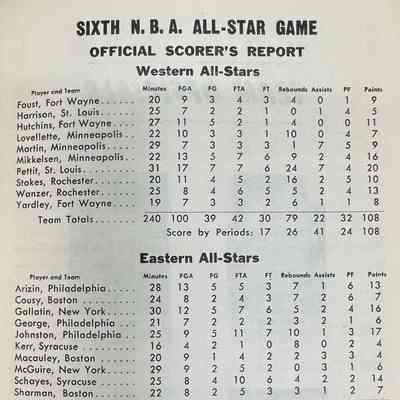 SIXTH N. B. A. ALL-STAR GAME
OFFICIAL SCORER'S REPORT
Western All-Stars
Player and Team Minutes FGA FG FTA FT Rebounds Assists PF Points
Foust, Fort Wayne...... 20 9 3 4 3 4 0 1 9
Harrison, St. Louis...... 25 7 2 2 1 0 1 4 5
Hutchins, Fort Wayne... 27 11 5 2 1 4 0 0 11
Lovellette, Minneapolis.. 22 10 3 3 1 10 0 4 7
Martin, Minneapolis..... 29 7 3 3 3 1 7 5 9
Mikkelsen, Minneapolis.. 22 13 5 7 6 9 2 4 16
Pettit, St. Louis........ 31 17 7 7 6 24 7 4 20
Stokes, Rochester....... 20 11 4 5 2 16 2 5 10
Wanzer, Rochester...... 25 8 4 6 5 5 2 4 13
Yardley, Fort Wayne.... 19 7 3 3 2 6 1 1 8
Team Totals....... 240 100 39 42 30 79 22 32 108
Score by Periods: 17 26 41 24 108
Eastern All-Stars
Player and Team Minutes FGA FG FTA FT Rebounds Assists PF Points
Arizin, Philadelphia..... 28 13 5 5 3 7 1 6 13
Cousy, Boston ......... 24 8 2 4 3 7 2 6 7
Gallatin, New York..... 30 12 5 7 6 5 2 4 16
George, Philadelphia.... 21 7 2 2 2 3 2 1 6
Johnston, Philadelphia... 25 9 5 11 7 10 1 3 17
Kerr, Syracuse ........ 16 4 2 0 0 8 0 2 4
Macauley, Boston ...... 20 9 1 2 2 2 3 3 4
McGuire, New York.... 29 9 2 5 2 0 3 1 6
Schayes, Syracuse ..... 25 8 4 10 6 4 2 2 14
Sharman, Boston ...... 22 8